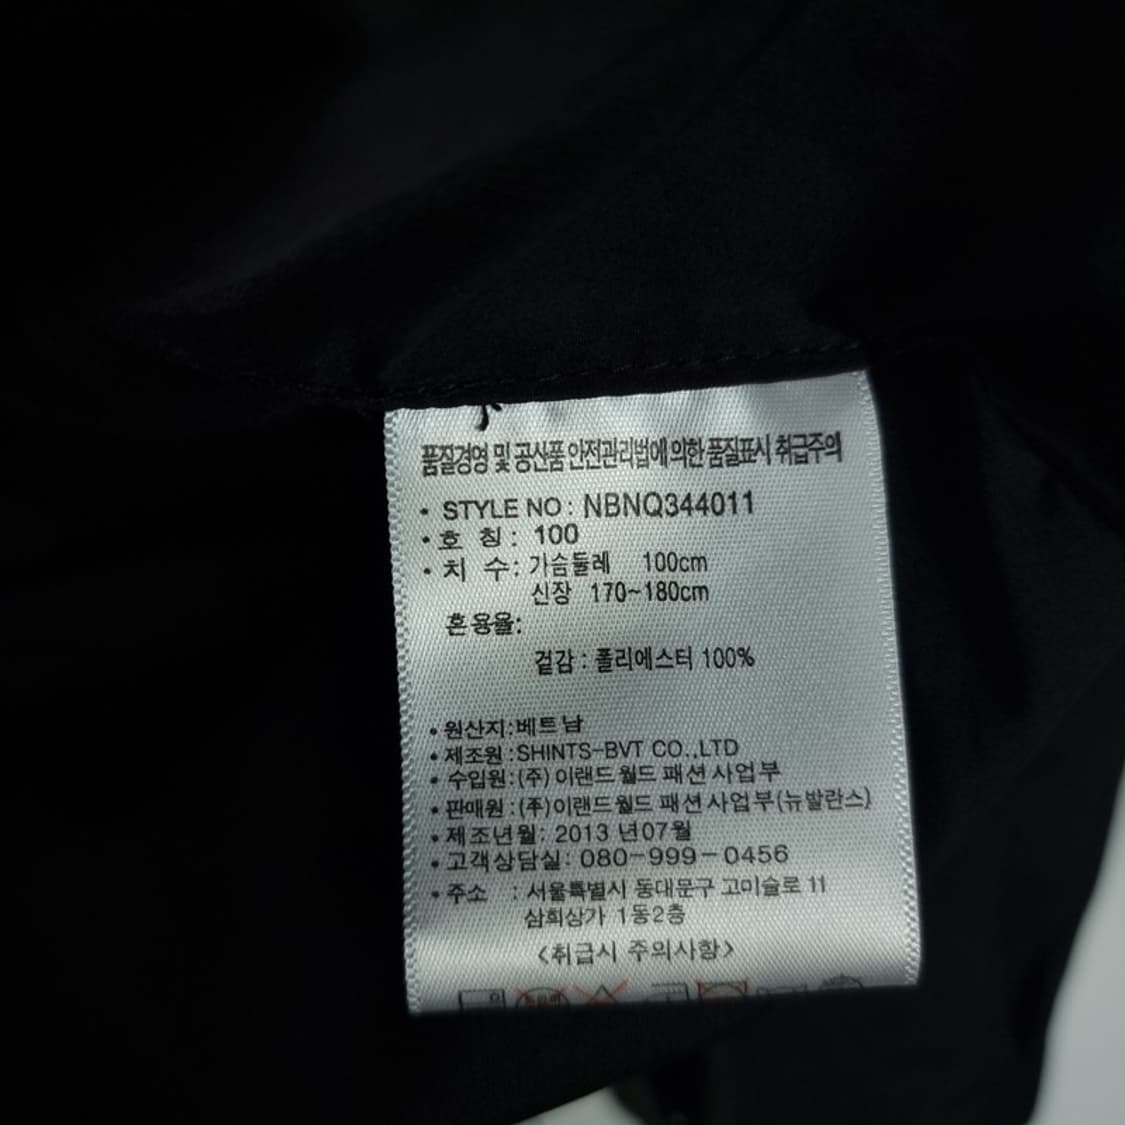 품질경영 및 공산품 안전관리법에 의한 품질표시 취급주의
• STYLE NO : NBNQ344011
• 호 칭 : 100
• 치 수 : 가슴둘레 100cm
신장 170~180cm
혼용율:
겉감 : 폴리에스터 100%
• 원산지:베트남
• 제조원 : SHINTS-BVT CO.,LTD
• 수입원:(주) 이랜드월드 패션사업부
• 판매원 : (주)이랜드월드 패션사업부(뉴발란스)
• 제조년월: 2013 년07월
• 고객상담실: 080-999-0456
• 주소 : 서울특별시 동대문구 고미술로 11
삼희상가 1동2층
<취급시 주의사항>